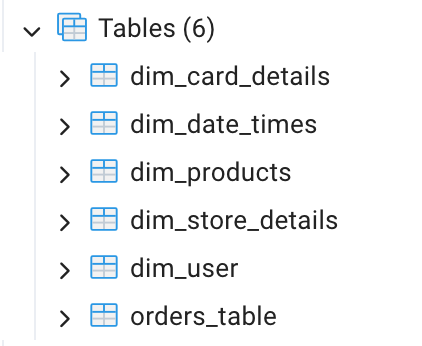 Tables (6)
dim_card_details
dim_date_times
dim_products
dim_store_details
dim_user
orders_table